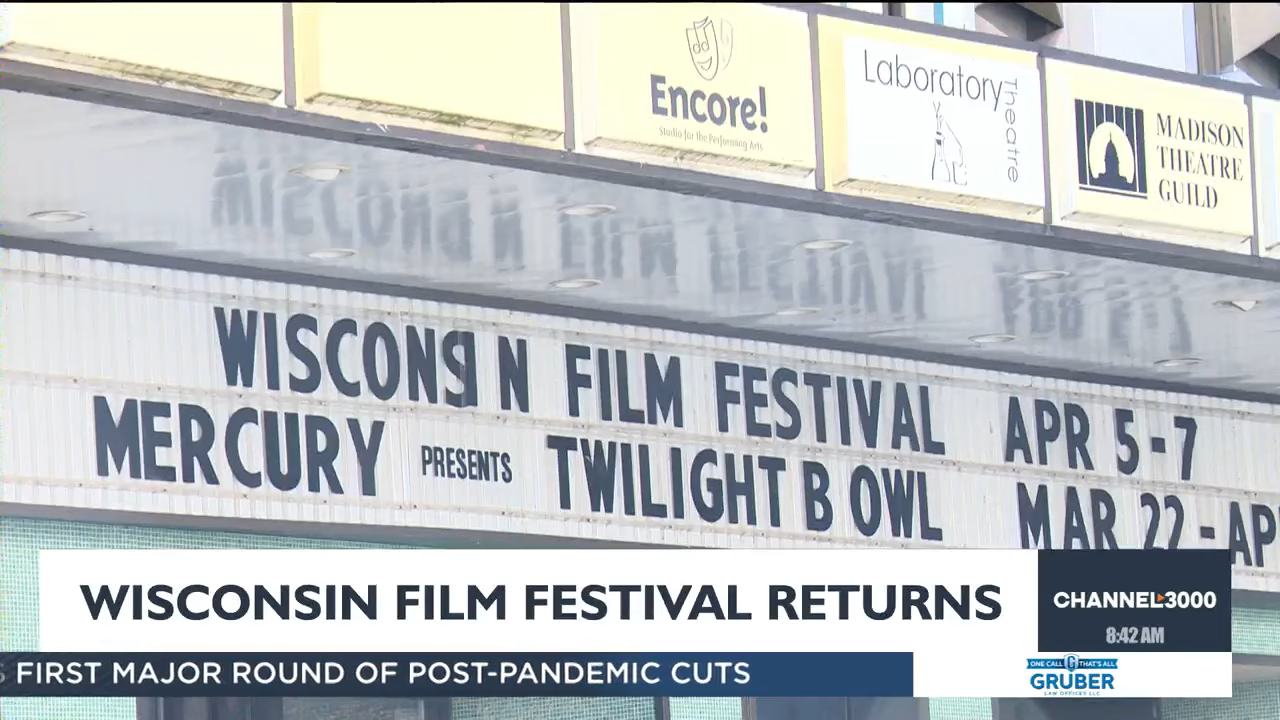 Encore!
Studio for the Performing Arts
Laboratory
Theatre
MADISON
THEATRE
GUILD
WISCONSIN FILM FESTIVAL APR 5-7
MERCURY PRESENTS TWILIGHT BOWL MAR 22 - AP
WISCONSIN FILM FESTIVAL RETURNS
CHANNEL3000
8:42 AM
S FIRST MAJOR ROUND OF POST-PANDEMIC CUTS
ONE CALL G THAT'S ALL
GRUBER
LAW OFFICES LLC